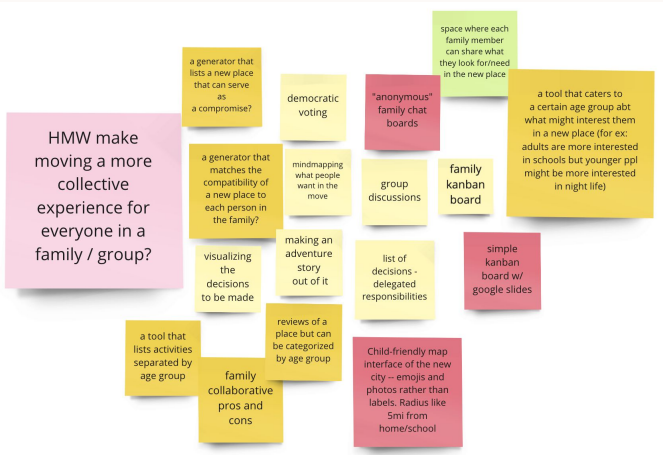 HMW make
moving a more
collective
experience for
everyone in a
family / group?
a generator that
lists a new place
that can serve
as
a compromise?
democratic
voting
"anonymous"
family chat
boards
space where each
family member
can share what
they look for/need
in the new place
a tool that caters to
a certain age group abt
what might interest them
in a new place (for ex:
adults are more interested
in schools but younger ppl
might be more interested
in night life)
a generator that
matches the
compatibility of
a new place to
each person in
the family?
mindmapping
what people
want in the
move
group
discussions
family
kanban
board
visualizing
the
decisions
to be made
making an
adventure
story
out of it
list of
decisions -
delegated
responsibilities
simple
kanban
board w/
google slides
a tool that
lists activities
separated by
age group
family
collaborative
pros and
cons
reviews of a
place but can
be categorized
by age group
Child-friendly map
interface of the new
city -- emojis and
photos rather than
labels. Radius like
5mi from
home/school